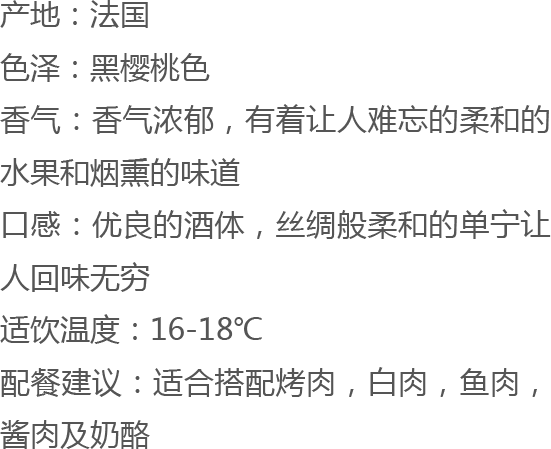 产地：法国
色泽：黑樱桃色
香气：香气浓郁，有着让人难忘的柔和的
水果和烟熏的味道
口感：优良的酒体，丝绸般柔和的单宁让
人回味无穷
适饮温度：16-18℃
配餐建议：适合搭配烤肉，白肉，鱼肉，
酱肉及奶酪